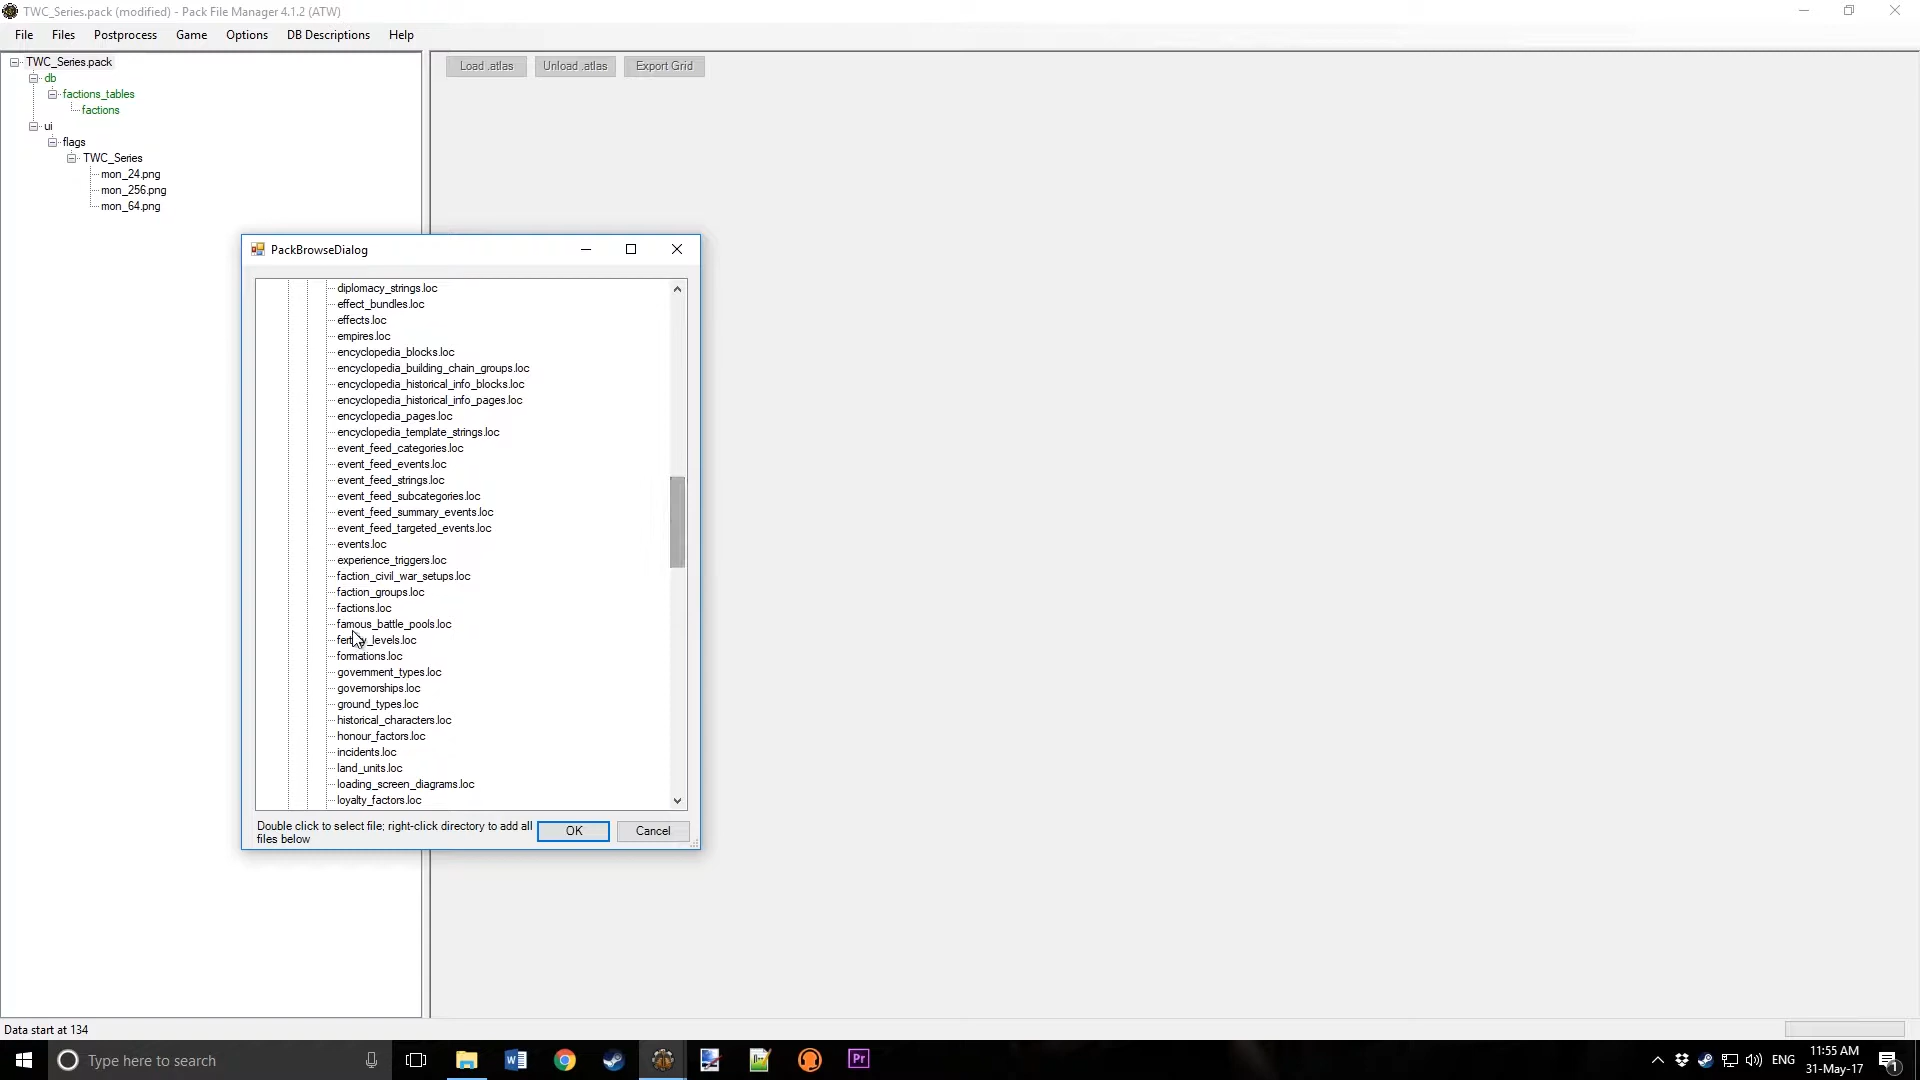 TWC_Series.pack (modified) - Pack File Manager 4.1.2 (ATW)
File Files Postprocess Game Options DB Descriptions Help
TWC_Series.pack
db
factions_tables
factions
ui
flags
TWC_Series
mon_24.png
mon_256.png
mon_64.png
Load .atlas Unload .atlas Export Grid
PackBrowseDialog
diplomacy_strings.loc
effect_bundles.loc
effects.loc
empires.loc
encyclopedia_blocks.loc
encyclopedia_building_chain_groups.loc
encyclopedia_historical_info_blocks.loc
encyclopedia_historical_info_pages.loc
encyclopedia_pages.loc
encyclopedia_template_strings.loc
event_feed_categories.loc
event_feed_events.loc
event_feed_strings.loc
event_feed_subcategories.loc
event_feed_summary_events.loc
event_feed_targeted_events.loc
events.loc
experience_triggers.loc
faction_civil_war_setups.loc
faction_groups.loc
factions.loc
famous_battle_pools.loc
formations.loc
government_types.loc
governorships.loc
ground_types.loc
historical_characters.loc
honour_factors.loc
incidents.loc
land_units.loc
loading_screen_diagrams.loc
loyalty_factors.loc
Double click to select file; right-click directory to add all
files below
OK Cancel
Data start at 134
Type here to search
Pr
ENG
11:55 AM
31-May-17
1